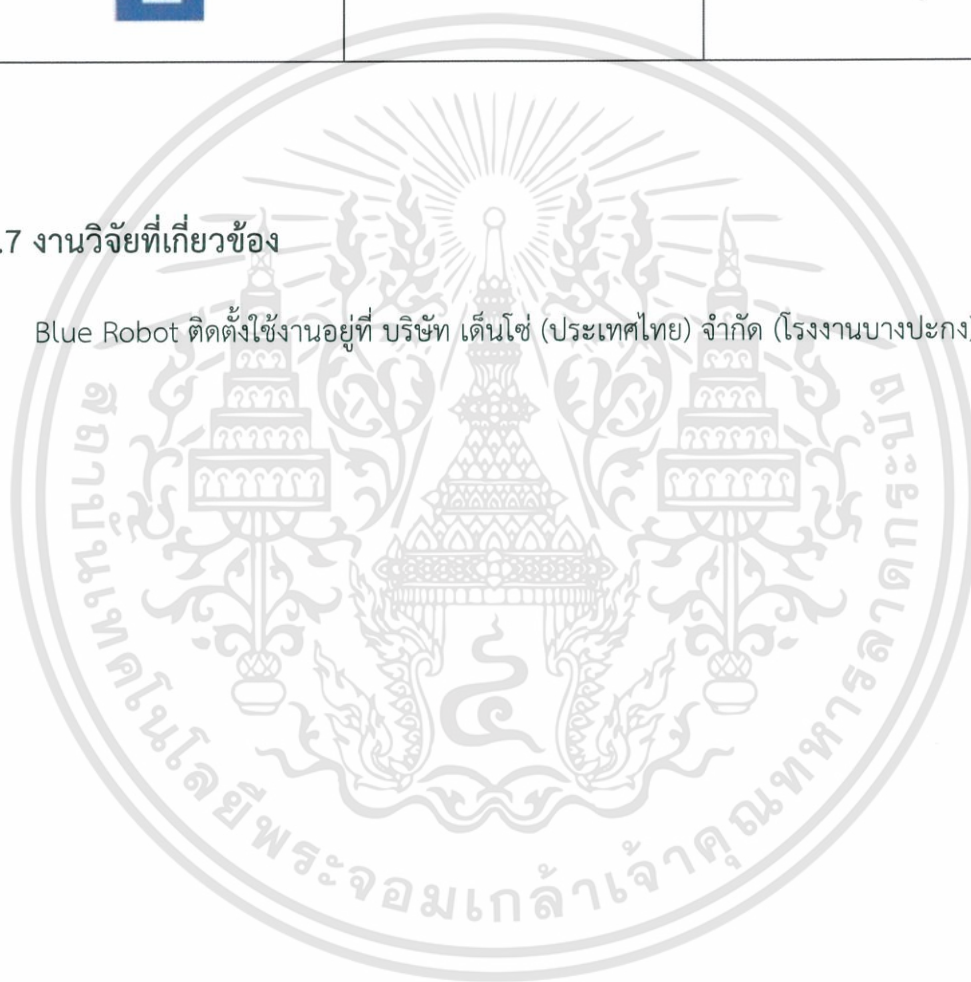 .7 งานวิจัยที่เกี่ยวข้อง
Blue Robot ติดตั้งใช้งานอยู่ที่ บริษัท เด็นโซ่ (ประเทศไทย) จำกัด (โรงงานบางปะกง)
สถาบันเทคโนโลยีพระจอมเกล้าเจ้าคุณทหารลาดกระบัง